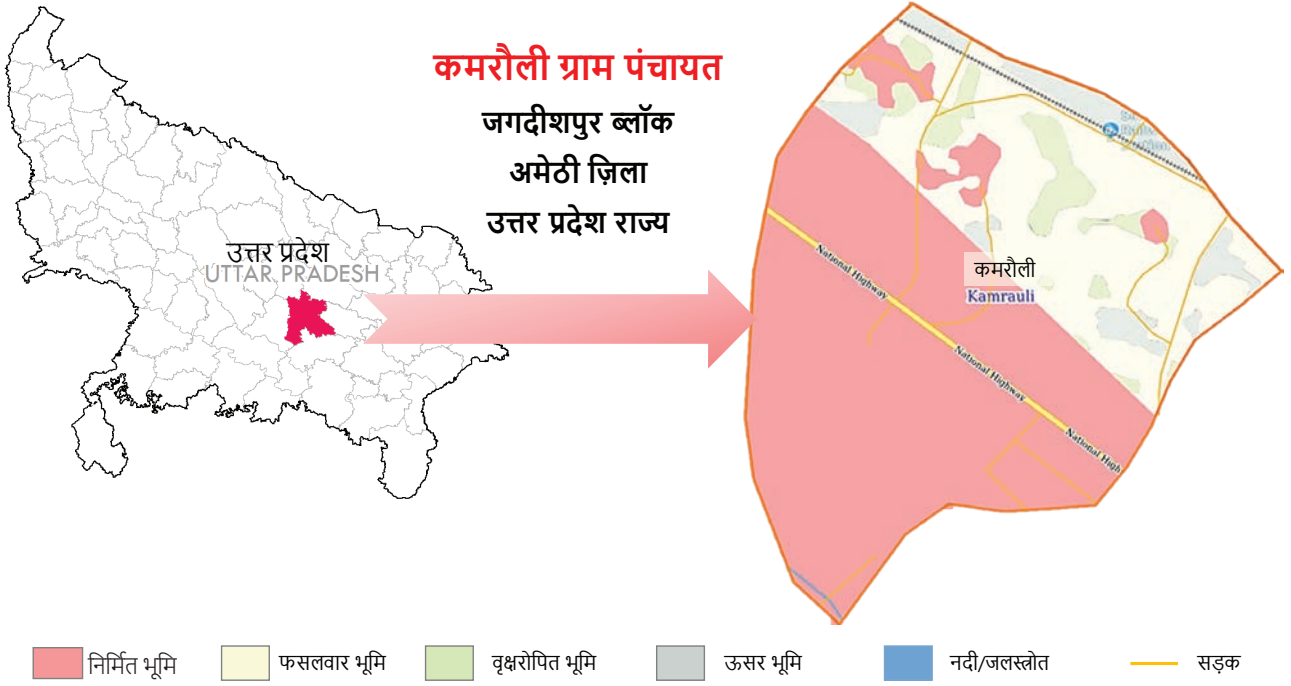 कमरौली ग्राम पंचायत
जगदीशपुर ब्लॉक
अमेठी ज़िला
उत्तर प्रदेश राज्य
उत्तर प्रदेश
UTTAR PRADESH
National Highway
कमरौली
Kamrauli
National Highway
National High
निर्मित भूमि
फसलवार भूमि
वृक्षरोपित भूमि
ऊसर भूमि
नदी/जलस्त्रोत
सड़क